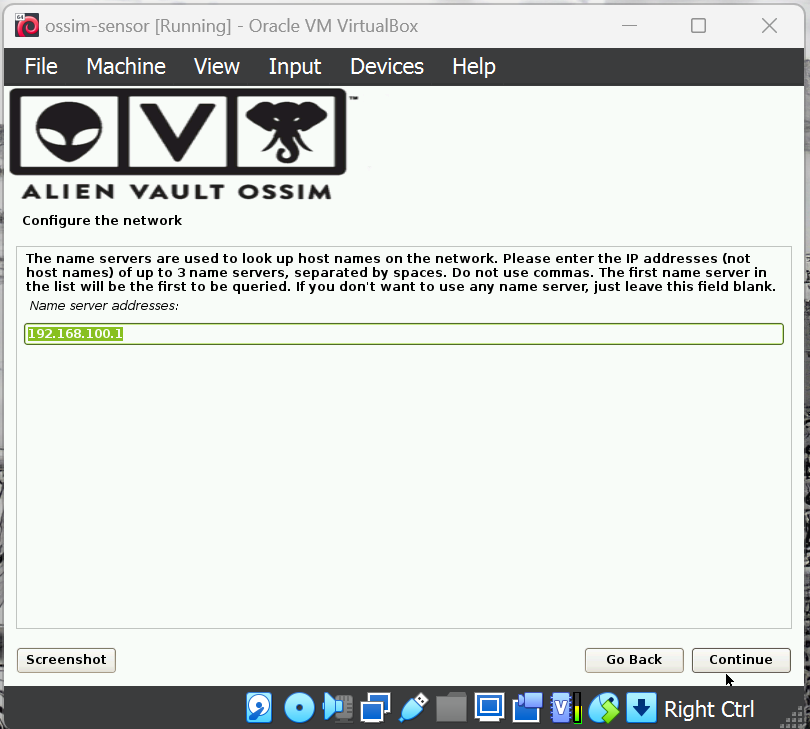 64
ossim-sensor [Running] - Oracle VM VirtualBox
File Machine View Input Devices Help
V
™
ALIEN VAULT OSSIM
Configure the network
The name servers are used to look up host names on the network. Please enter the IP addresses (not
host names) of up to 3 name servers, separated by spaces. Do not use commas. The first name server in
the list will be the first to be queried. If you don't want to use any name server, just leave this field blank.
Name server addresses:
192.168.100.1
Screenshot Go Back Continue
V Right Ctrl